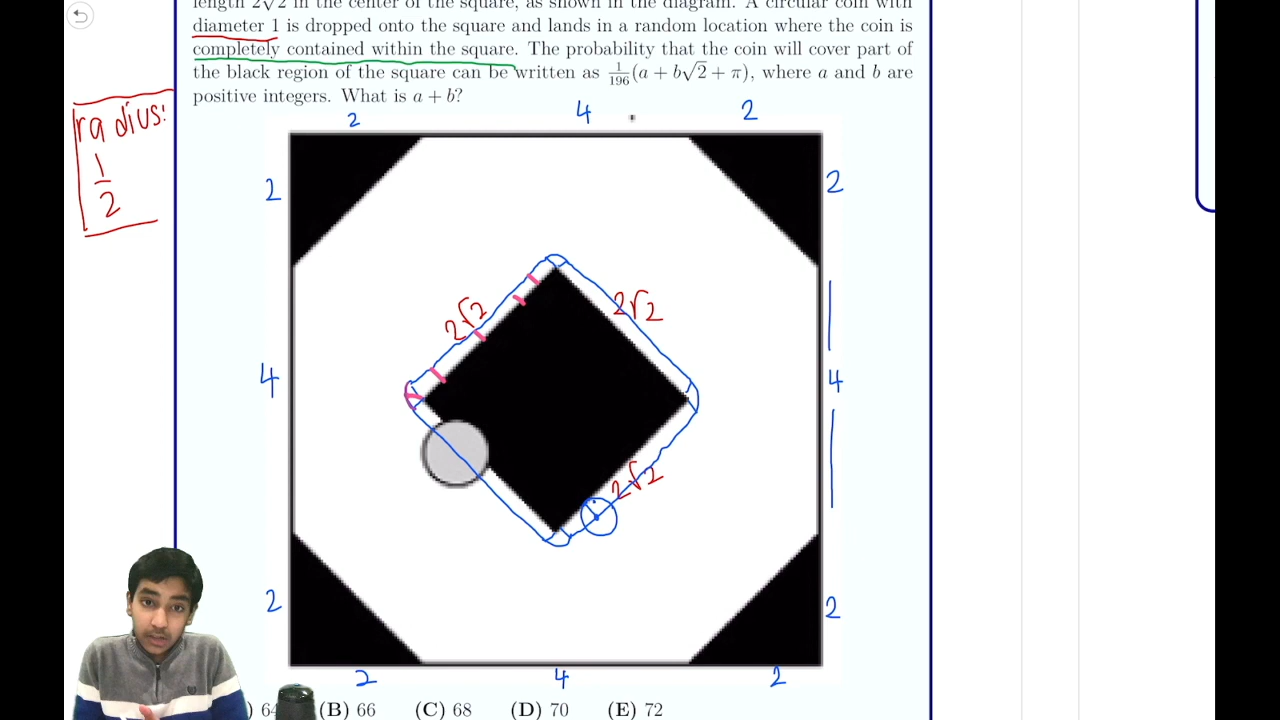 length 2√2 in the center of the square, as shown in the diagram. A circular coin with
diameter 1 is dropped onto the square and lands in a random location where the coin is
completely contained within the square. The probability that the coin will cover part of
the black region of the square can be written as 1/196(a + b√2 + π), where a and b are
positive integers. What is a + b?
radius:
1/2
2 4 2
2 2
2√2 2√2
4 4
2√2
2 2
2 4 2
) 64 (B) 66 (C) 68 (D) 70 (E) 72